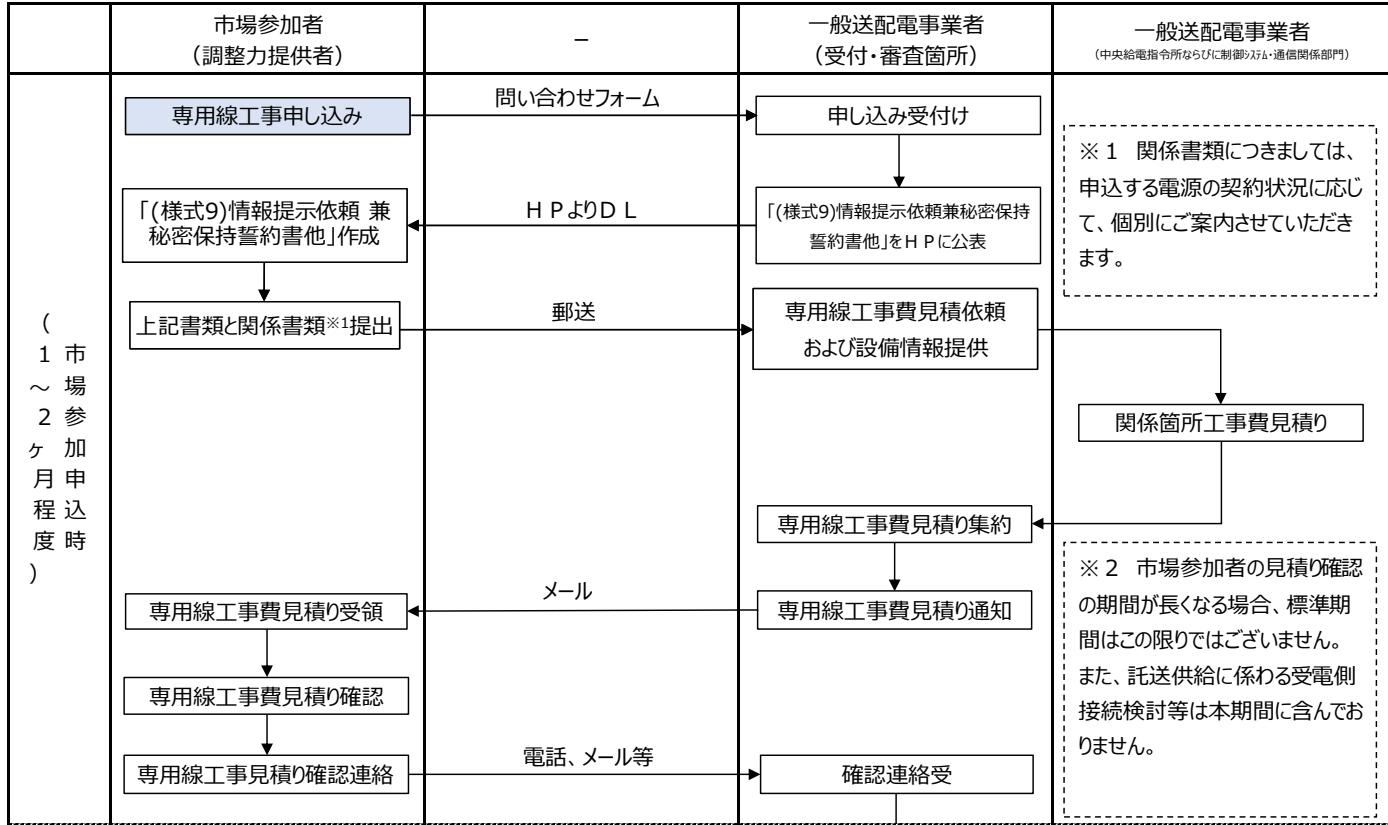 市場参加者
（調整力提供者）
－
一般送配電事業者
（受付・審査箇所）
一般送配電事業者
（中央給電指令所ならびに制御ｼｽﾃﾑ・通信関係部門）
市場参加申込時
(1～2ヶ月程度)
専用線工事申し込み
問い合わせフォーム
申し込み受付け
「(様式9)情報提示依頼 兼
秘密保持誓約書他」作成
ＨＰよりＤＬ
「(様式9)情報提示依頼兼秘密保持
誓約書他」をＨＰに公表
※１　関係書類につきましては、
申込する電源の契約状況に応じ
て、個別にご案内させていただき
ます。
上記書類と関係書類※1提出
郵送
専用線工事費見積依頼
および設備情報提供
関係箇所工事費見積り
専用線工事費見積り集約
専用線工事費見積り受領
メール
専用線工事費見積り通知
専用線工事費見積り確認
専用線工事見積り確認連絡
電話、メール等
確認連絡受
※２　市場参加者の見積り確認
の期間が長くなる場合、標準期
間はこの限りではございません。
また、託送供給に係わる受電側
接続検討等は本期間に含んでお
りません。